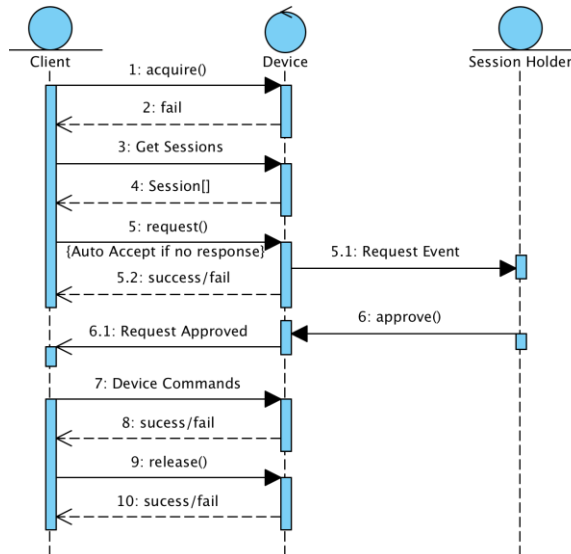 Client
Device
Session Holder
1: acquire()
2: fail
3: Get Sessions
4: Session[]
5: request()
{Auto Accept if no response}
5.1: Request Event
5.2: success/fail
6: approve()
6.1: Request Approved
7: Device Commands
8: sucess/fail
9: release()
10: sucess/fail